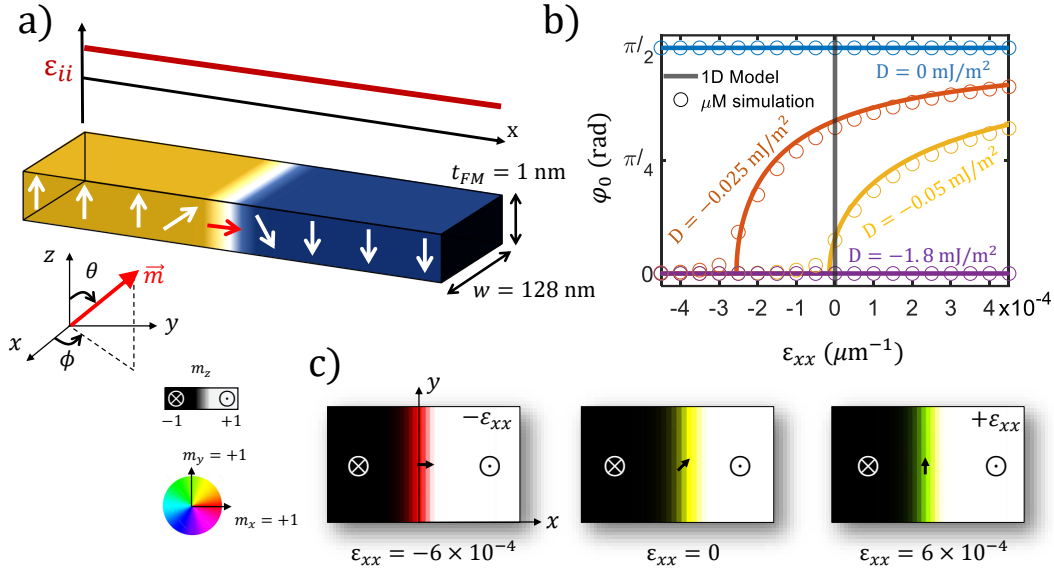 a)
ε_ii
x
t_FM = 1 nm
w = 128 nm
z
θ
m⃗
y
x
ϕ
b)
π/2
π/4
0
φ₀ (rad)
1D Model
μM simulation
D = 0 mJ/m²
D = −0.025 mJ/m²
D = −0.05 mJ/m²
D = −1.8 mJ/m²
-4 -3 -2 -1 0 1 2 3 4 x10⁻⁴
ε_xx (μm⁻¹)
m_z
−1 +1
m_y = +1
m_x = +1
c)
y
−ε_xx
x
+ε_xx
ε_xx = −6 × 10⁻⁴
ε_xx = 0
ε_xx = 6 × 10⁻⁴